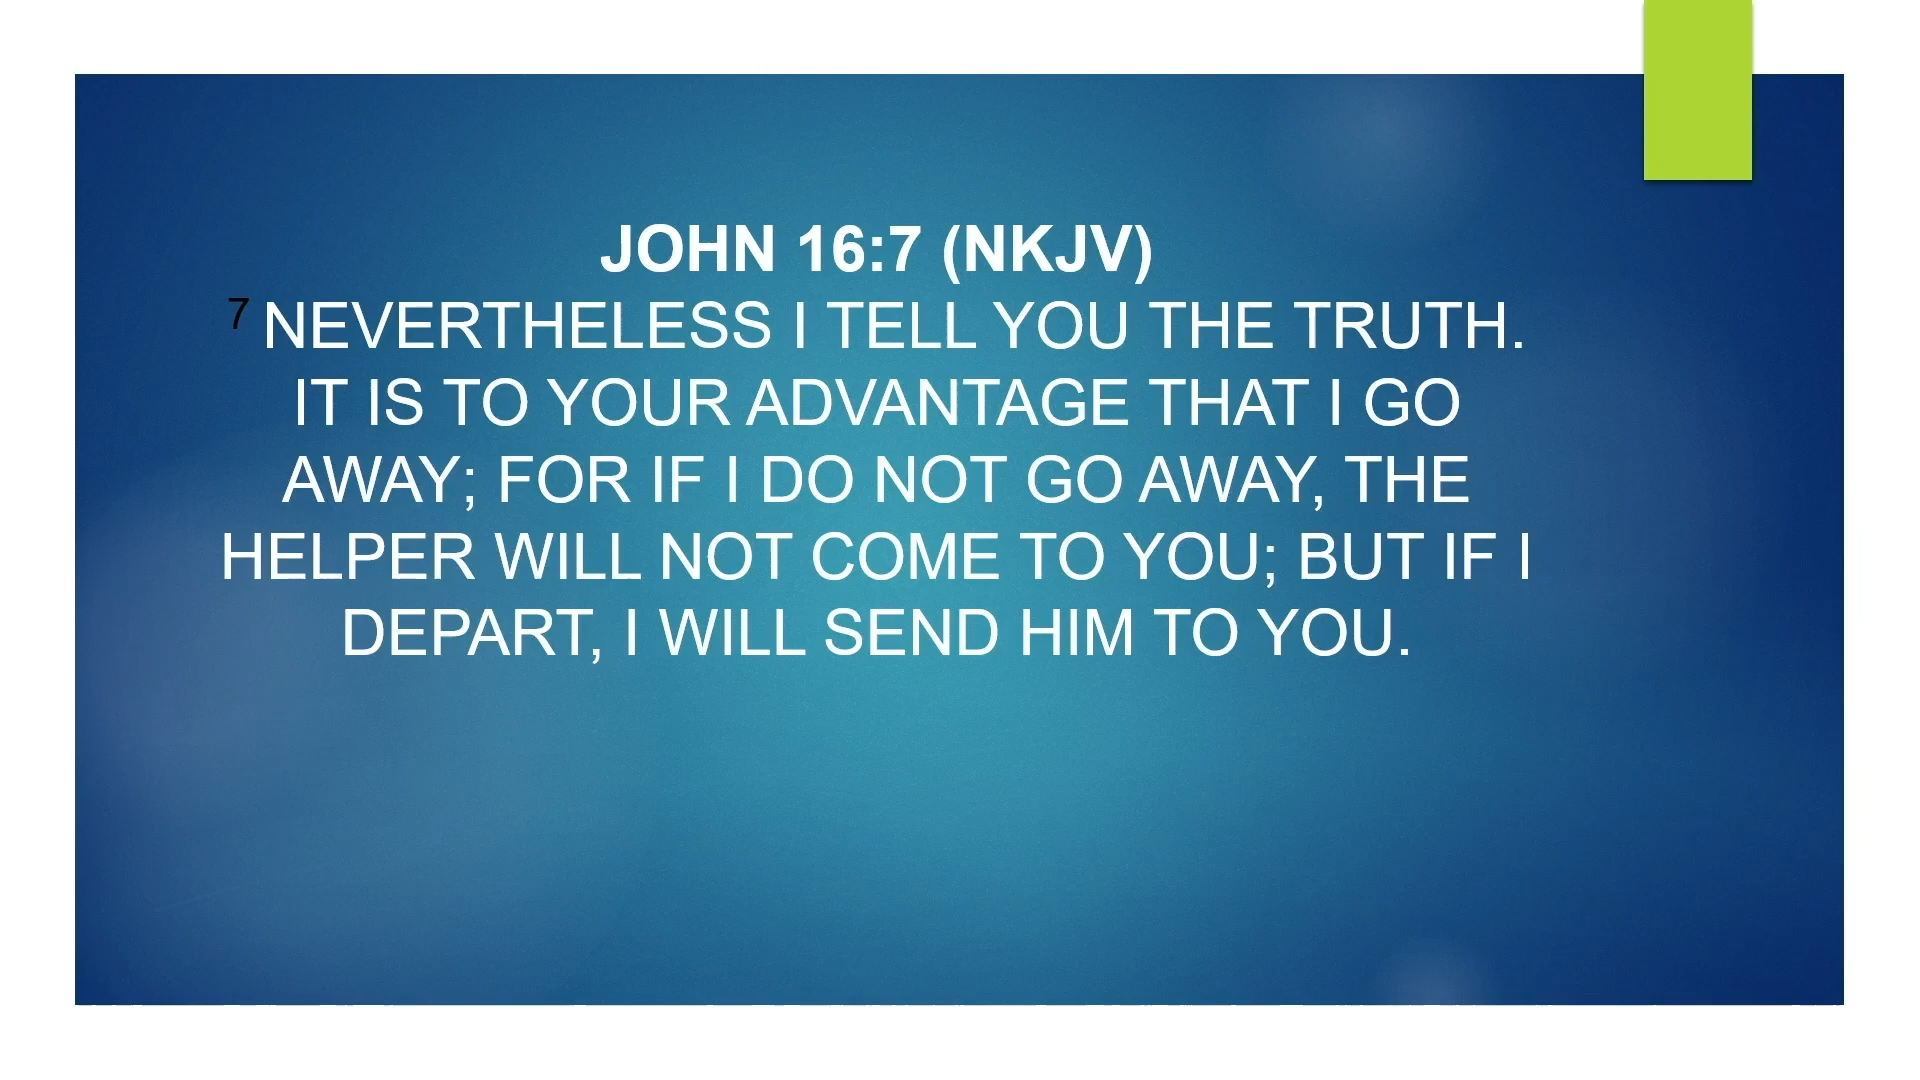 JOHN 16:7 (NKJV)
7 NEVERTHELESS I TELL YOU THE TRUTH.
IT IS TO YOUR ADVANTAGE THAT I GO
AWAY; FOR IF I DO NOT GO AWAY, THE
HELPER WILL NOT COME TO YOU; BUT IF I
DEPART, I WILL SEND HIM TO YOU.